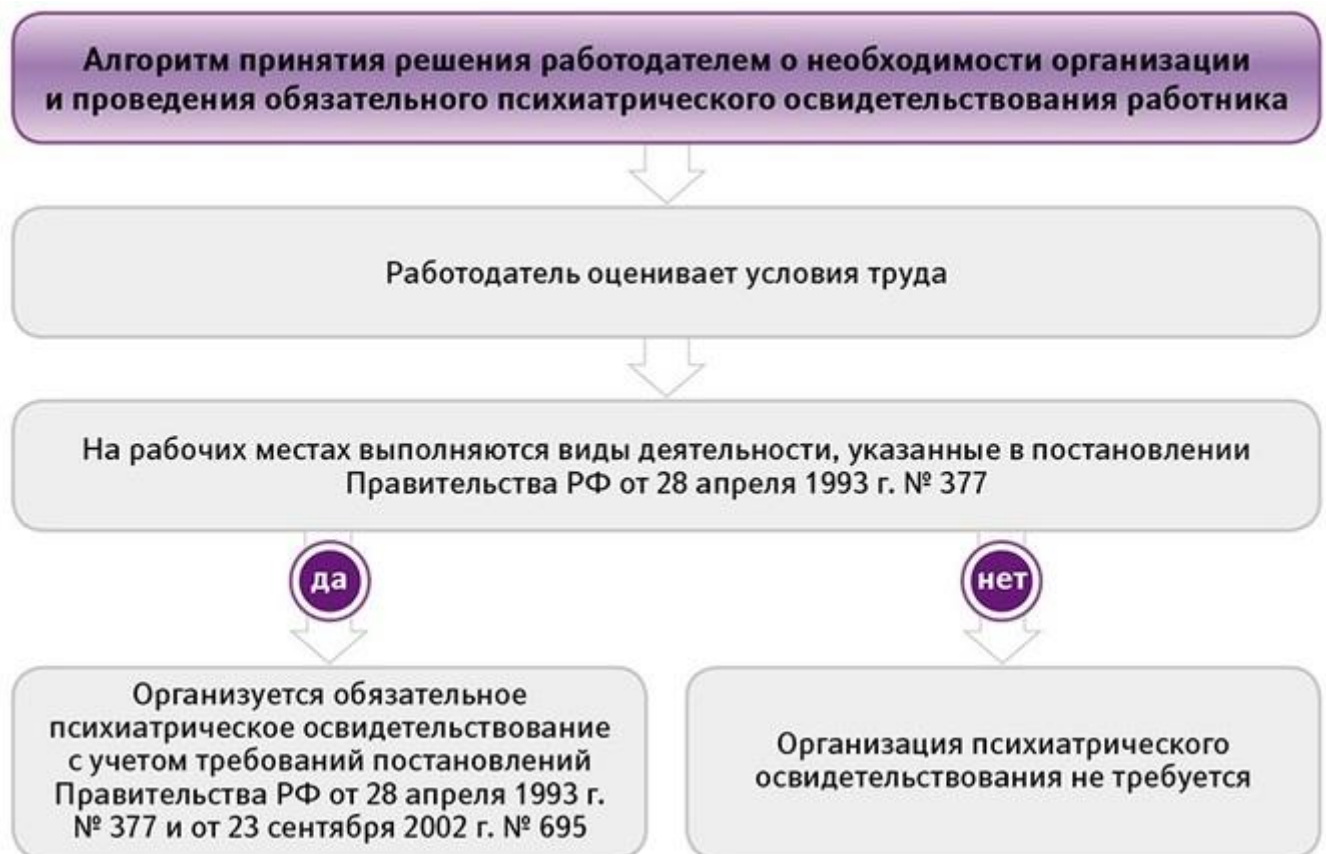 Алгоритм принятия решения работодателем о необходимости организации
и проведения обязательного психиатрического освидетельствования работника
Работодатель оценивает условия труда
На рабочих местах выполняются виды деятельности, указанные в постановлении
Правительства РФ от 28 апреля 1993 г. № 377
да
нет
Организуется обязательное
психиатрическое освидетельствование
с учетом требований постановлений
Правительства РФ от 28 апреля 1993 г.
№ 377 и от 23 сентября 2002 г. № 695
Организация психиатрического
освидетельствования не требуется